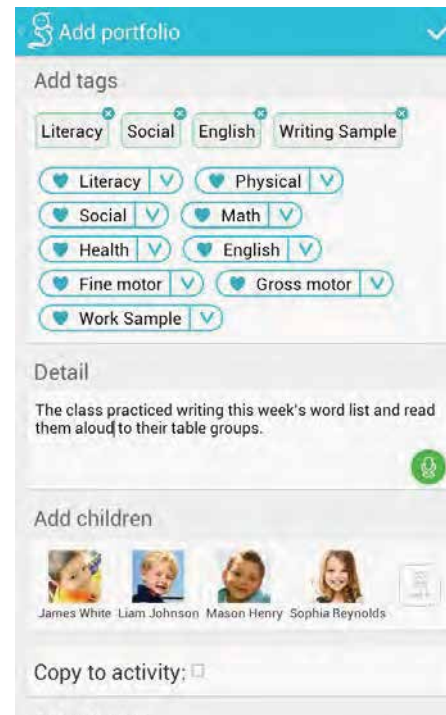 Add portfolio
Add tags
Literacy Social English Writing Sample
Literacy Physical
Social Math
Health English
Fine motor Gross motor
Work Sample
Detail
The class practiced writing this week's word list and read
them aloud to their table groups.
Add children
James White Liam Johnson Mason Henry Sophia Reynolds
Copy to activity: